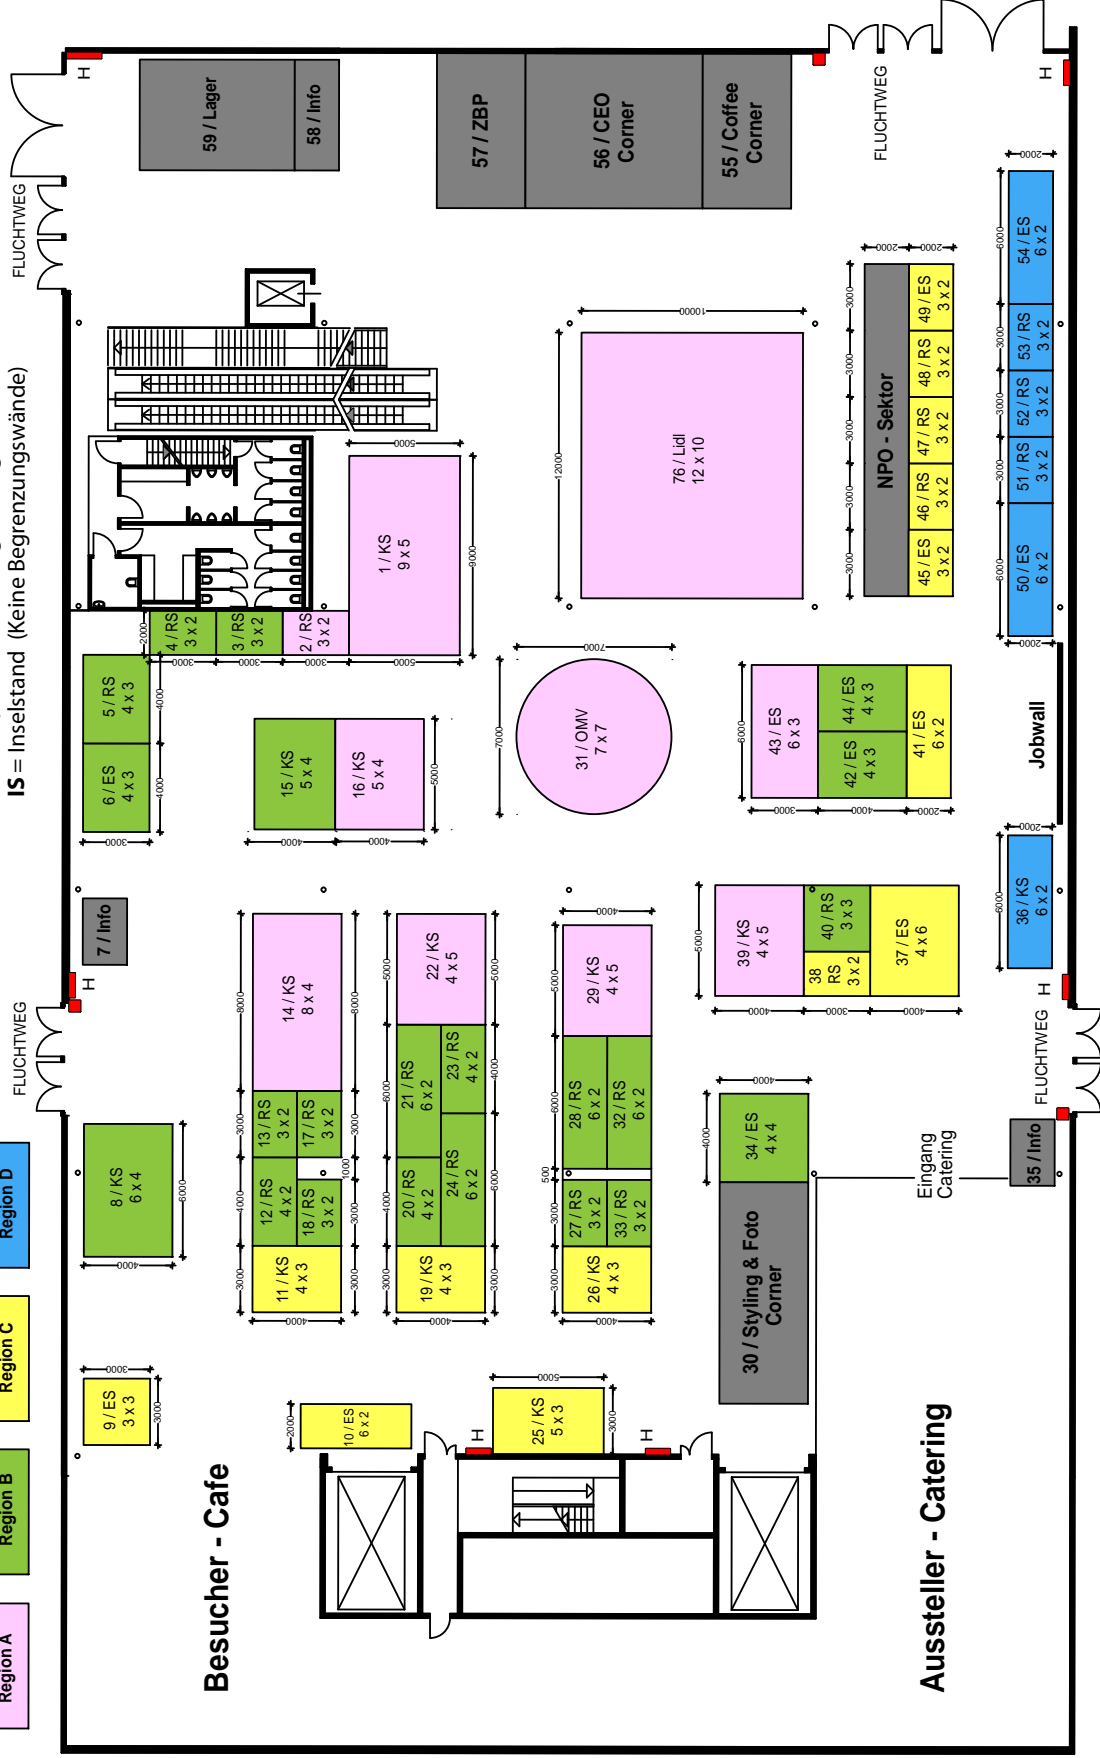 IS = Inselstand (Keine Begrenzungswände)
Region A
Region B
Region C
Region D
FLUCHTWEG
FLUCHTWEG
H
H
59 / Lager
58 / Info
57 / ZBP
56 / CEO
Corner
55 / Coffee
Corner
FLUCHTWEG
H
6 / ES
4 x 3
5 / RS
4 x 3
4 / RS
3 x 2
3 / RS
3 x 2
2 / RS
3 x 2
1 / KS
9 x 5
7 / Info
15 / KS
5 x 4
16 / KS
5 x 4
31 / OMV
7 x 7
76 / Lidl
12 x 10
NPO - Sektor
45 / ES
3 x 2
46 / RS
3 x 2
47 / RS
3 x 2
48 / RS
3 x 2
49 / ES
3 x 2
50 / ES
6 x 2
51 / RS
3 x 2
52 / RS
3 x 2
53 / RS
3 x 2
54 / ES
6 x 2
43 / ES
6 x 3
42 / ES
4 x 3
44 / ES
4 x 3
41 / ES
6 x 2
Jobwall
36 / KS
6 x 2
39 / KS
4 x 5
38
RS
3 x 2
40 / RS
3 x 3
37 / ES
4 x 6
8 / KS
6 x 4
9 / ES
3 x 3
10 / ES
6 x 2
11 / KS
4 x 3
12 / RS
4 x 2
13 / RS
3 x 2
14 / KS
8 x 4
18 / RS
3 x 2
17 / RS
3 x 2
19 / KS
4 x 3
20 / RS
4 x 2
21 / RS
6 x 2
22 / KS
4 x 5
24 / RS
6 x 2
23 / RS
4 x 2
26 / KS
4 x 3
27 / RS
3 x 2
28 / RS
6 x 2
29 / KS
4 x 5
33 / RS
3 x 2
32 / RS
6 x 2
25 / KS
5 x 3
H
H
30 / Styling & Foto
Corner
34 / ES
4 x 4
Eingang
Catering
35 / Info
FLUCHTWEG
H
Besucher - Cafe
Aussteller - Catering